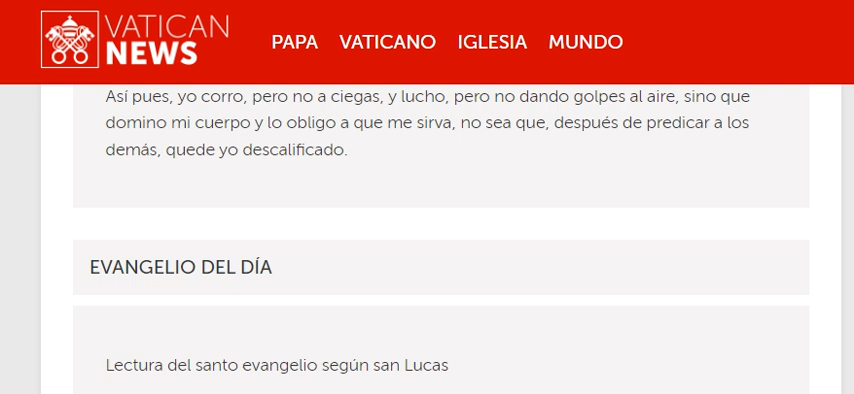 VATICAN
NEWS
PAPA VATICANO IGLESIA MUNDO
Así pues, yo corro, pero no a ciegas, y lucho, pero no dando golpes al aire, sino que
domino mi cuerpo y lo obligo a que me sirva, no sea que, después de predicar a los
demás, quede yo descalificado.
EVANGELIO DEL DÍA
Lectura del santo evangelio según san Lucas